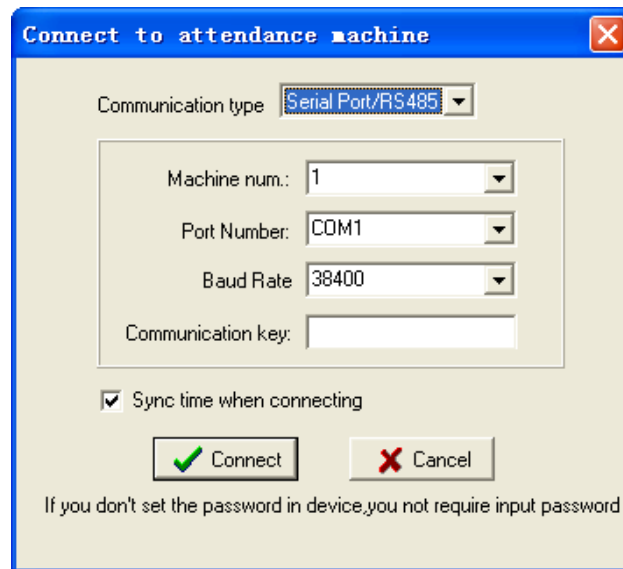 Connect to attendance machine
Communication type Serial Port/RS485
Machine num.: 1
Port Number: COM1
Baud Rate 38400
Communication key:
Sync time when connecting
Connect Cancel
If you don't set the password in device,you not require input password